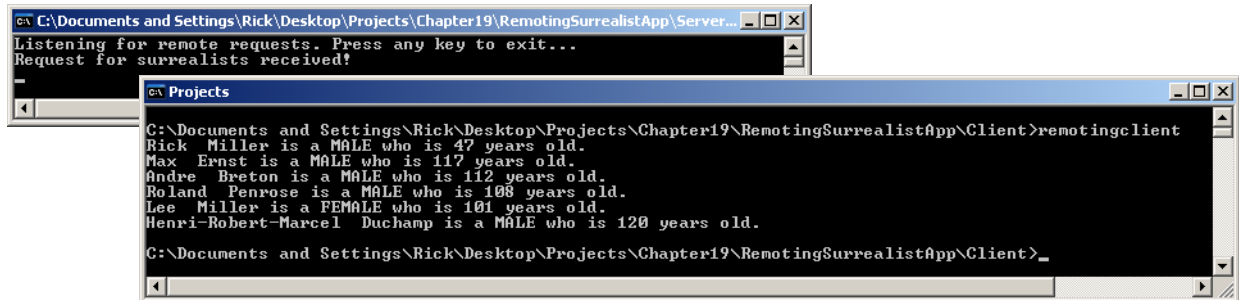 C:\Documents and Settings\Rick\Desktop\Projects\Chapter19\RemotingSurrealistApp\Server...
Listening for remote requests. Press any key to exit...
Request for surrealists received!
Projects
C:\Documents and Settings\Rick\Desktop\Projects\Chapter19\RemotingSurrealistApp\Client>remotingclient
Rick  Miller is a MALE who is 47 years old.
Max  Ernst is a MALE who is 117 years old.
Andre  Breton is a MALE who is 112 years old.
Roland  Penrose is a MALE who is 108 years old.
Lee  Miller is a FEMALE who is 101 years old.
Henri-Robert-Marcel  Duchamp is a MALE who is 120 years old.
C:\Documents and Settings\Rick\Desktop\Projects\Chapter19\RemotingSurrealistApp\Client>_